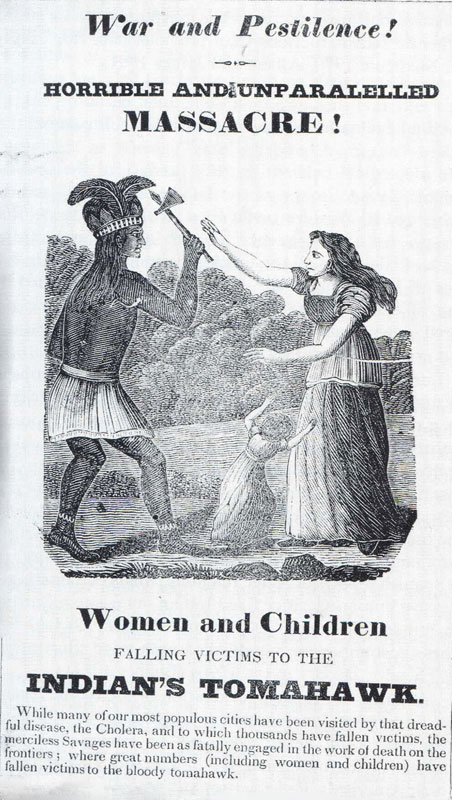 War and Pestilence!
HORRIBLE AND UNPARALELLED
MASSACRE!
Women and Children
FALLING VICTIMS TO THE
INDIAN'S TOMAHAWK.
While many of our most populous cities have been visited by that dread-
ful disease, the Cholera, and to which thousands have fallen victims, the
merciless Savages have been as fatally engaged in the work of death on the
frontiers; where great numbers (including women and children) have
fallen victims to the bloody tomahawk.